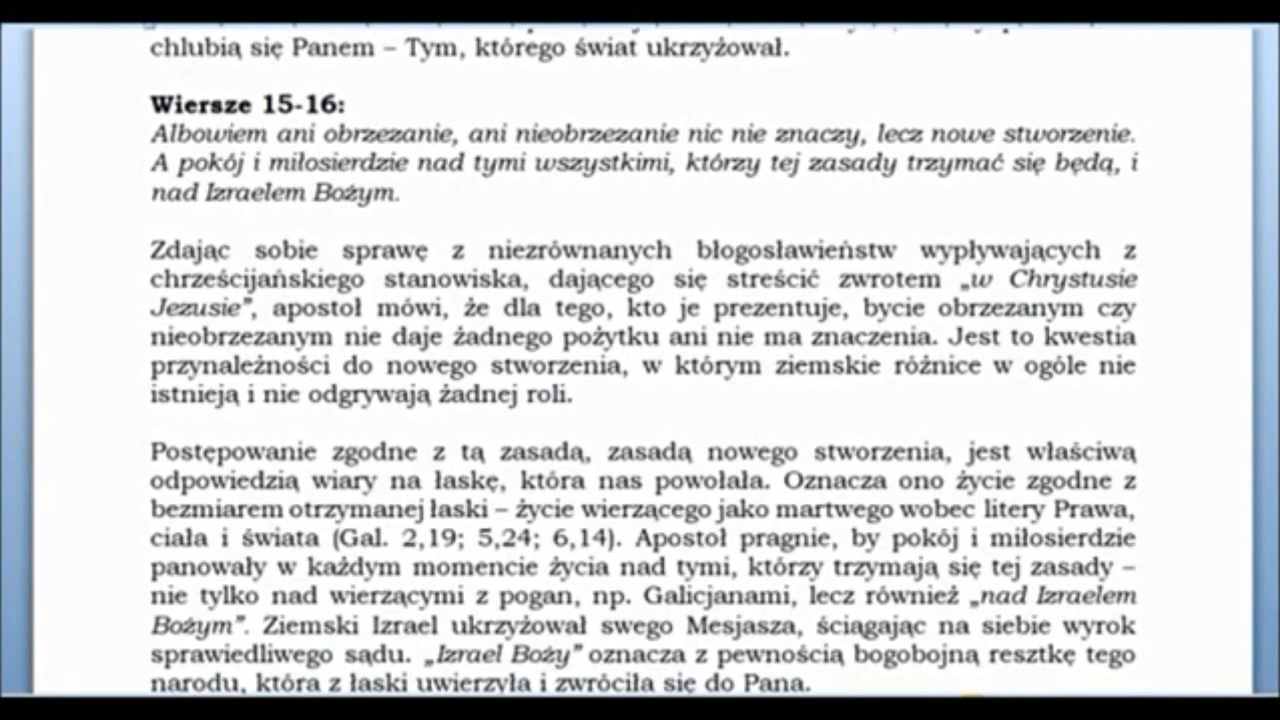 chlubią się Panem – Tym, którego świat ukrzyżował.
Wiersze 15-16:
Albowiem ani obrzezanie, ani nieobrzezanie nic nie znaczy, lecz nowe stworzenie.
A pokój i miłosierdzie nad tymi wszystkimi, którzy tej zasady trzymać się będą, i
nad Izraelem Bożym.
Zdając sobie sprawę z niezrównanych błogosławieństw wypływających z
chrześcijańskiego stanowiska, dającego się streścić zwrotem „w Chrystusie
Jezusie”, apostoł mówi, że dla tego, kto je prezentuje, bycie obrzezanym czy
nieobrzezanym nie daje żadnego pożytku ani nie ma znaczenia. Jest to kwestia
przynależności do nowego stworzenia, w którym ziemskie różnice w ogóle nie
istnieją i nie odgrywają żadnej roli.
Postępowanie zgodne z tą zasadą, zasadą nowego stworzenia, jest właściwą
odpowiedzią wiary na łaskę, która nas powołała. Oznacza ono życie zgodne z
bezmiarem otrzymanej łaski – życie wierzącego jako martwego wobec litery Prawa,
ciała i świata (Gal. 2,19; 5,24; 6,14). Apostoł pragnie, by pokój i miłosierdzie
panowały w każdym momencie życia nad tymi, którzy trzymają się tej zasady –
nie tylko nad wierzącymi z pogan, np. Galicjanami, lecz również „nad Izraelem
Bożym”. Ziemski Izrael ukrzyżował swego Mesjasza, ściągając na siebie wyrok
sprawiedliwego sądu. „Izrael Boży” oznacza z pewnością bogobojną resztkę tego
narodu, która z łaski uwierzyła i zwróciła się do Pana.